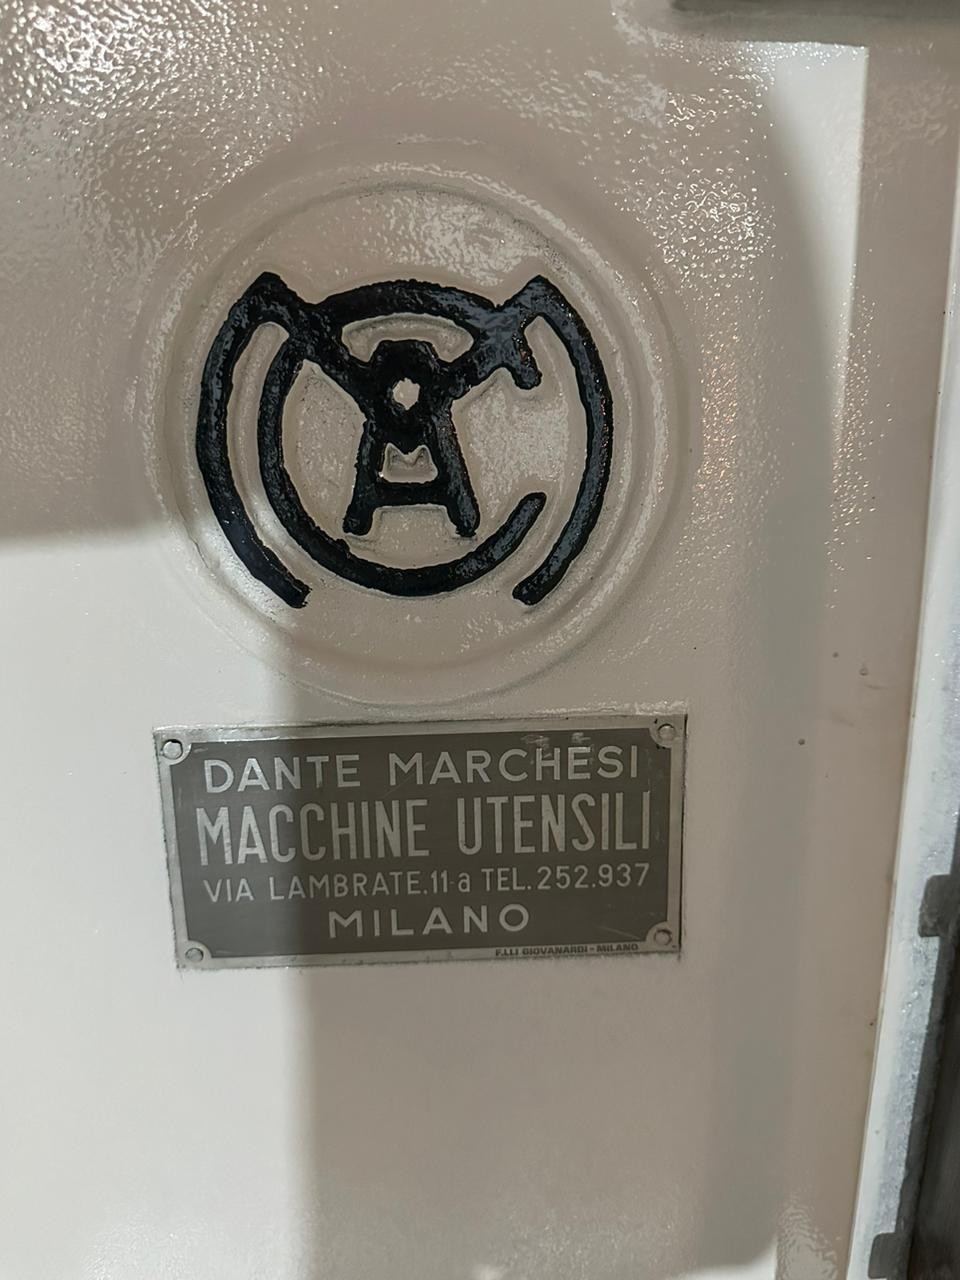 DANTE MARCHESI
MACCHINE UTENSILI
VIA LAMBRATE.11-a TEL.252.937
MILANO
F.LLI GIOVANARDI - MILANO